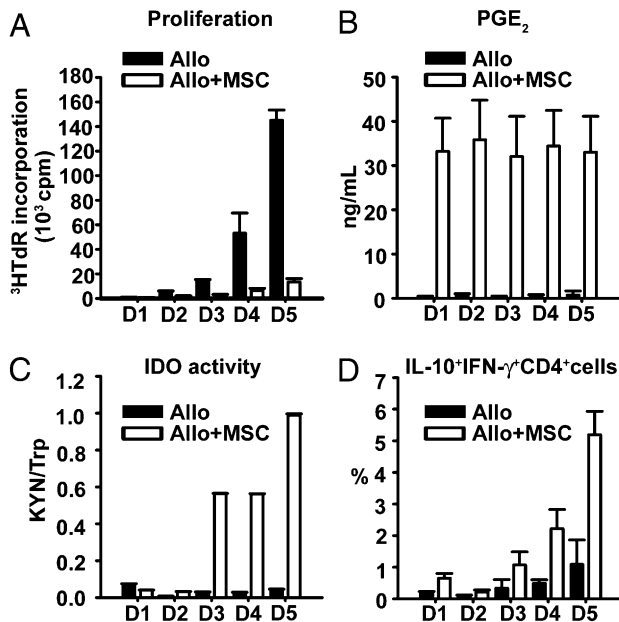 A
Proliferation
Allo
Allo+MSC
³HTdR incorporation
(10³ cpm)
180
160
140
120
100
80
60
40
20
0
D1 D2 D3 D4 D5
B
PGE₂
Allo
Allo+MSC
ng/mL
50
40
30
20
10
0
D1 D2 D3 D4 D5
C
IDO activity
Allo
Allo+MSC
KYN/Trp
1.2
1.0
0.8
0.6
0.4
0.2
0.0
D1 D2 D3 D4 D5
D
IL-10⁺IFN-γ⁺CD4⁺cells
Allo
Allo+MSC
%
7
6
5
4
3
2
1
0
D1 D2 D3 D4 D5